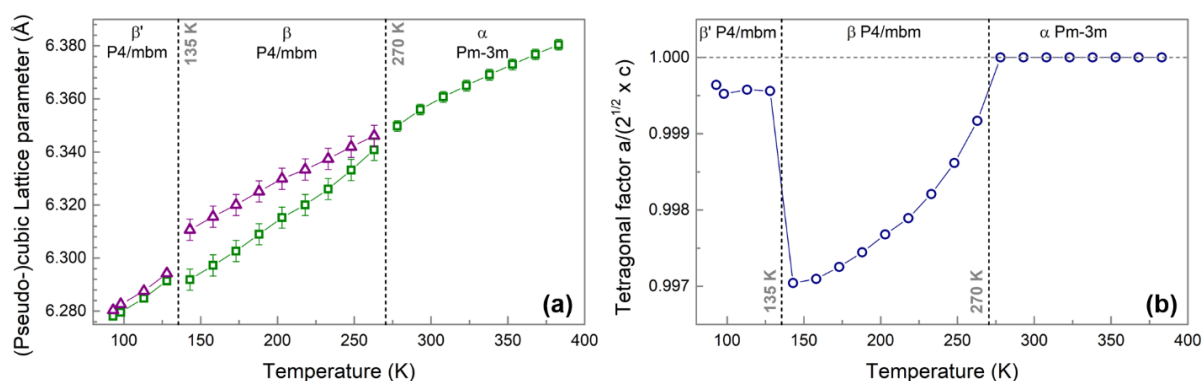 β'
P4/mbm
135 K
β
P4/mbm
270 K
α
Pm-3m
(Pseudo-)cubic Lattice parameter (Å)
6.380
6.360
6.340
6.320
6.300
6.280
(a)
100 150 200 250 300 350 400
Temperature (K)
β' P4/mbm β P4/mbm α Pm-3m
Tetragonal factor a/(2^1/2 x c)
1.000
0.999
0.998
0.997
135 K
270 K
(b)
100 150 200 250 300 350 400
Temperature (K)